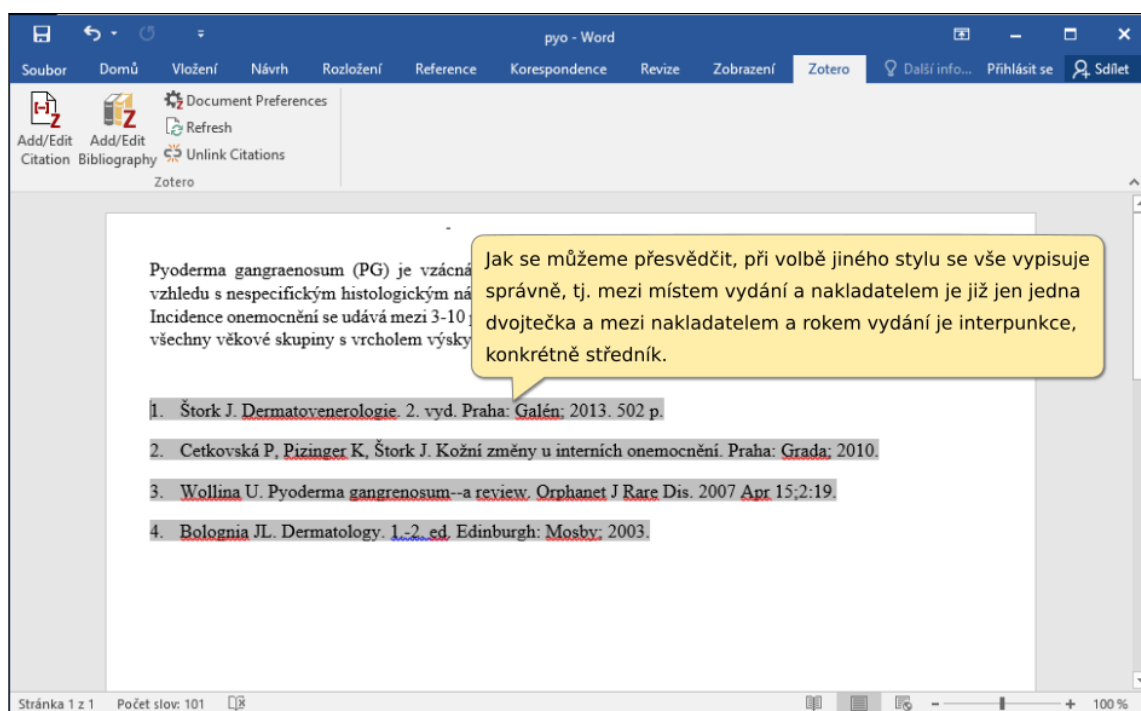 pyo - Word
Soubor Domů Vložení Návrh Rozložení Reference Korespondence Revize Zobrazení Zotero Další info... Přihlásit se Sdílet
Add/Edit Citation
Add/Edit Bibliography
Document Preferences
Refresh
Unlink Citations
Zotero
Pyoderma gangraenosum (PG) je vzácná
vzhledu s nespecifickým histologickým ná
Incidence onemocnění se udává mezi 3-10
všechny věkové skupiny s vrcholem výsky
Jak se můžeme přesvědčit, při volbě jiného stylu se vše vypisuje
správně, tj. mezi místem vydání a nakladatelem je již jen jedna
dvojtečka a mezi nakladatelem a rokem vydání je interpunkce,
konkrétně středník.
1. Štork J. Dermatovenerologie. 2. vyd. Praha: Galén; 2013. 502 p.
2. Cetkovská P, Pizinger K, Štork J. Kožní změny u interních onemocnění. Praha: Grada; 2010.
3. Wollina U. Pyoderma gangrenosum--a review. Orphanet J Rare Dis. 2007 Apr 15;2:19.
4. Bolognia JL. Dermatology. 1.-2. ed. Edinburgh: Mosby; 2003.
Stránka 1 z 1 Počet slov: 101 100 %